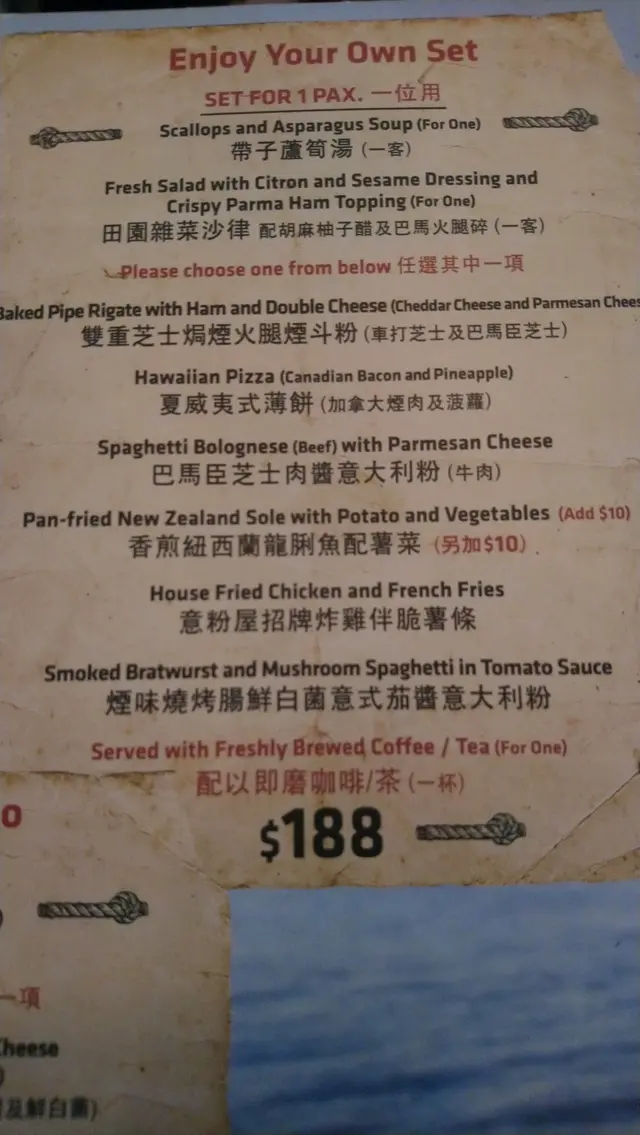 Enjoy Your Own Set
SET FOR 1 PAX. 一位用
Scallops and Asparagus Soup (For One)
帶子蘆筍湯 (一客)
Fresh Salad with Citron and Sesame Dressing and
Crispy Parma Ham Topping (For One)
田園雜菜沙律 配胡麻柚子醋及巴馬火腿碎 (一客)
Please choose one from below 任選其中一項
Baked Pipe Rigate with Ham and Double Cheese (Cheddar Cheese and Parmesan Chees
雙重芝士焗煙火腿煙斗粉 (車打芝士及巴馬臣芝士)
Hawaiian Pizza (Canadian Bacon and Pineapple)
夏威夷式薄餅 (加拿大煙肉及菠蘿)
Spaghetti Bolognese (Beef) with Parmesan Cheese
巴馬臣芝士肉醬意大利粉 (牛肉)
Pan-fried New Zealand Sole with Potato and Vegetables (Add $10)
香煎紐西蘭龍脷魚配薯菜 (另加$10)
House Fried Chicken and French Fries
意粉屋招牌炸雞伴脆薯條
Smoked Bratwurst and Mushroom Spaghetti in Tomato Sauce
煙味燒烤腸鮮白菌意式茄醬意大利粉
Served with Freshly Brewed Coffee / Tea (For One)
配以即磨咖啡/茶 (一杯)
$188
O
)
一項
Cheese
)
及鮮白菌)